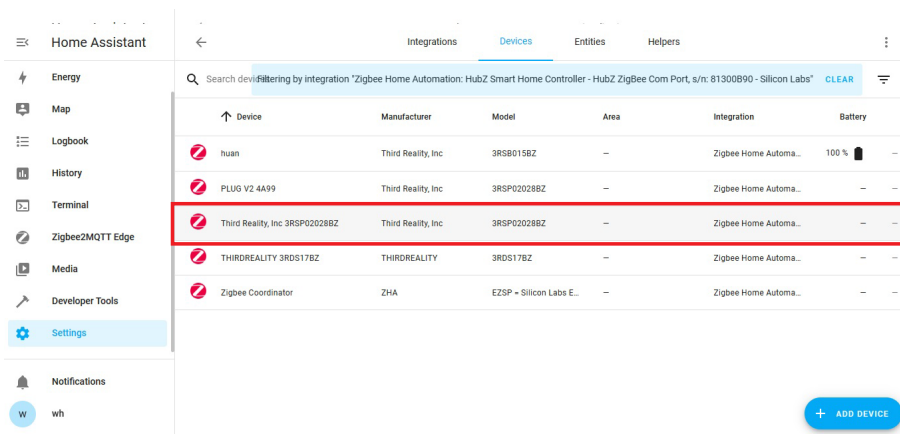 Home Assistant
Integrations
Devices
Entities
Helpers
Energy
Map
Logbook
History
Terminal
Zigbee2MQTT Edge
Media
Developer Tools
Settings
Notifications
W wh
Search devices
Filtering by integration "Zigbee Home Automation: HubZ Smart Home Controller - HubZ ZigBee Com Port, s/n: 81300B90 - Silicon Labs" CLEAR
Device Manufacturer Model Area Integration Battery
huan Third Reality, Inc 3RSB015BZ – Zigbee Home Automa... 100 % –
PLUG V2 4A99 Third Reality, Inc 3RSP02028BZ – Zigbee Home Automa... – –
Third Reality, Inc 3RSP02028BZ Third Reality, Inc 3RSP02028BZ – Zigbee Home Automa... – –
THIRDREALITY 3RDS17BZ THIRDREALITY 3RDS17BZ – Zigbee Home Automa... – –
Zigbee Coordinator ZHA EZSP = Silicon Labs E... – Zigbee Home Automa... – –
+ ADD DEVICE